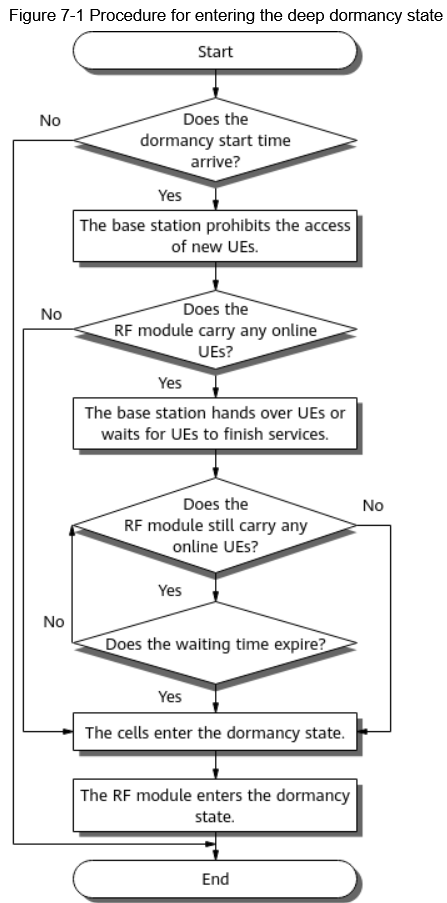 Figure 7-1 Procedure for entering the deep dormancy state
Start
No
Does the
dormancy start time
arrive?
Yes
The base station prohibits the access
of new UEs.
No
Does the
RF module carry any online
UEs?
Yes
The base station hands over UEs or
waits for UEs to finish services.
Does the
RF module still carry any
online UEs?
No
Yes
No
Does the waiting time expire?
Yes
The cells enter the dormancy state.
The RF module enters the dormancy
state.
End